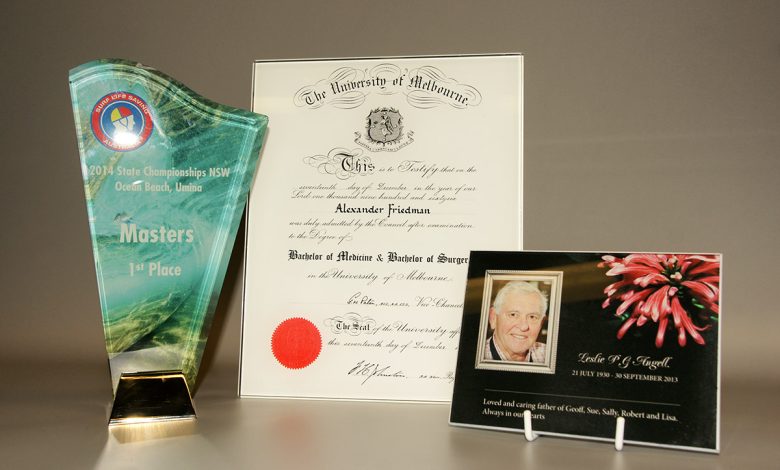 SURF LIFE SAVING
AUSTRALIA
2014 State Championships NSW
Ocean Beach, Umina
Masters
1st Place
The University of Melbourne.
This is to Testify that on the
seventeenth day of December in the year of our
Lord one thousand nine hundred and sixtysix
Alexander Friedman
was duly admitted by the Council after examination
to the Degree of
Bachelor of Medicine & Bachelor of Surger
in the University of Melbourne.
Vice Chancel
The Seal of the University aff
this seventeenth day of December.
Leslie P G Angell.
21 JULY 1930 - 30 SEPTEMBER 2013
Loved and caring father of Geoff, Sue, Sally, Robert and Lisa.
Always in our hearts